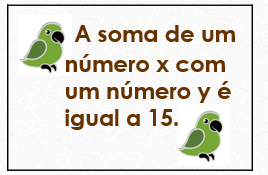 A soma de um
número x com
um número y é
igual a 15.